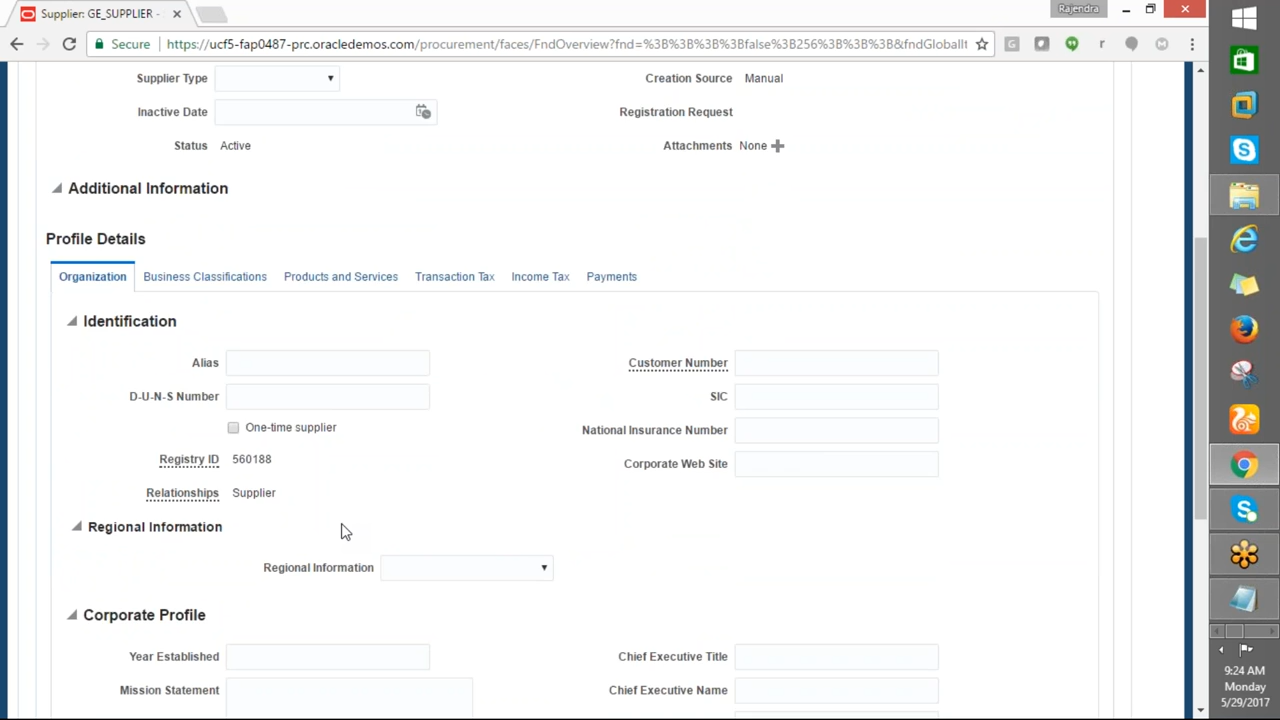 Supplier: GE_SUPPLIER -
Rajendra
Secure https://ucf5-fap0487-prc.oracledemos.com/procurement/faces/FndOverview?fnd=%3B%3B%3B%3Bfalse%3B256%3B%3B%3B&fndGlobalIt
Supplier Type
Creation Source Manual
Inactive Date
Registration Request
Status Active
Attachments None
Additional Information
Profile Details
Organization Business Classifications Products and Services Transaction Tax Income Tax Payments
Identification
Alias
Customer Number
D-U-N-S Number
SIC
One-time supplier
National Insurance Number
Registry ID 560188
Corporate Web Site
Relationships Supplier
Regional Information
Regional Information
Corporate Profile
Year Established
Chief Executive Title
Mission Statement
Chief Executive Name
9:24 AM
Monday
5/29/2017